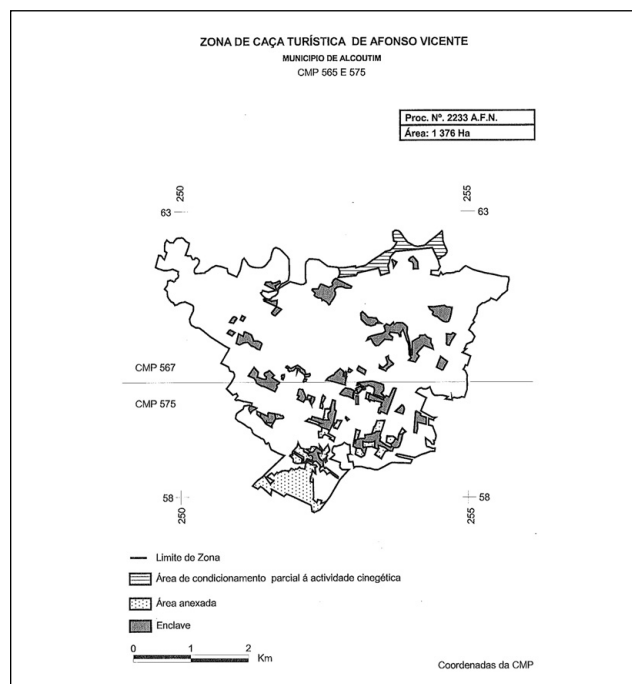 ZONA DE CAÇA TURÍSTICA DE AFONSO VICENTE
MUNICIPIO DE ALCOUTIM
CMP 565 E 575
Proc. Nº. 2233 A.F.N.
Área: 1 376 Ha
250
255
63
63
CMP 567
CMP 575
58
58
250
255
Limite de Zona
Área de condicionamento parcial á actividade cinegética
Área anexada
Enclave
0 1 2
Km
Coordenadas da CMP